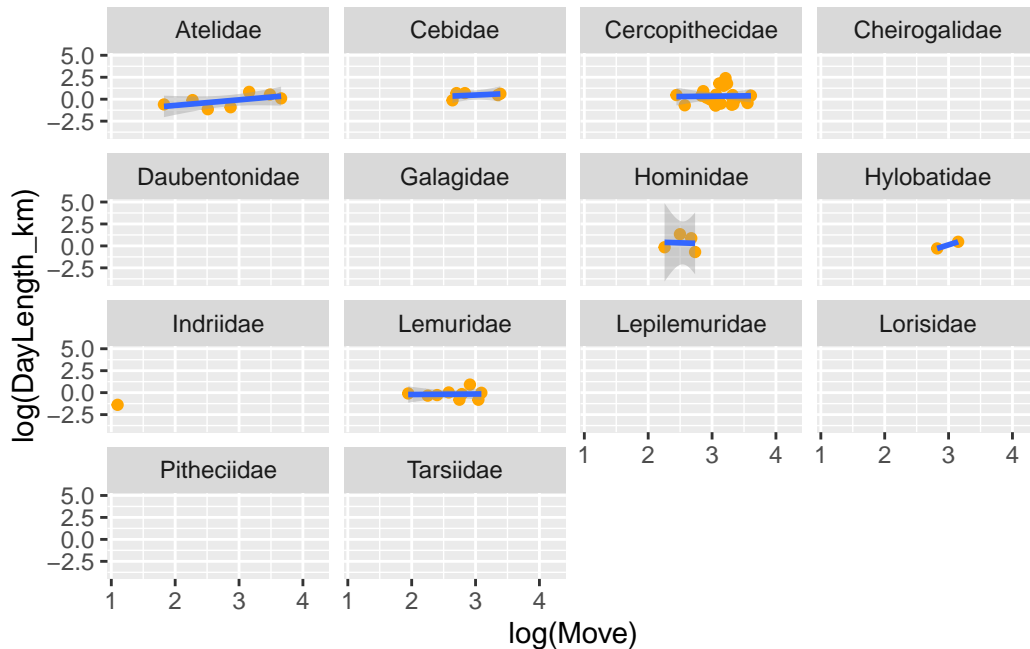 Atelidae Cebidae Cercopithecidae Cheirogalidae
5.0
2.5
0.0
−2.5
Daubentonidae Galagidae Hominidae Hylobatidae
5.0
2.5
0.0
−2.5
Indriidae Lemuridae Lepilemuridae Lorisidae
5.0
2.5
0.0
−2.5
1 2 3 4 1 2 3 4
Pitheciidae Tarsiidae
5.0
2.5
0.0
−2.5
1 2 3 4 1 2 3 4
log(Move)
log(DayLength_km)